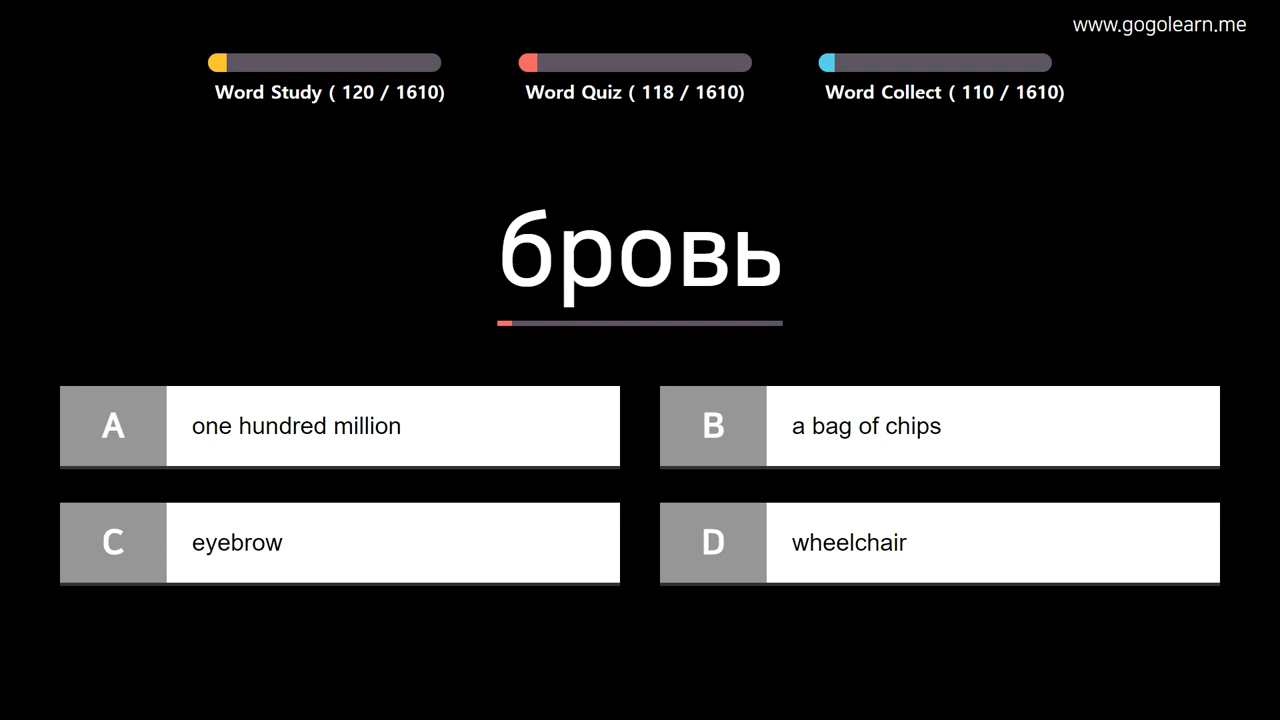 www.gogolearn.me
Word Study ( 120 / 1610)
Word Quiz ( 118 / 1610)
Word Collect ( 110 / 1610)
бровь
A one hundred million
B a bag of chips
C eyebrow
D wheelchair